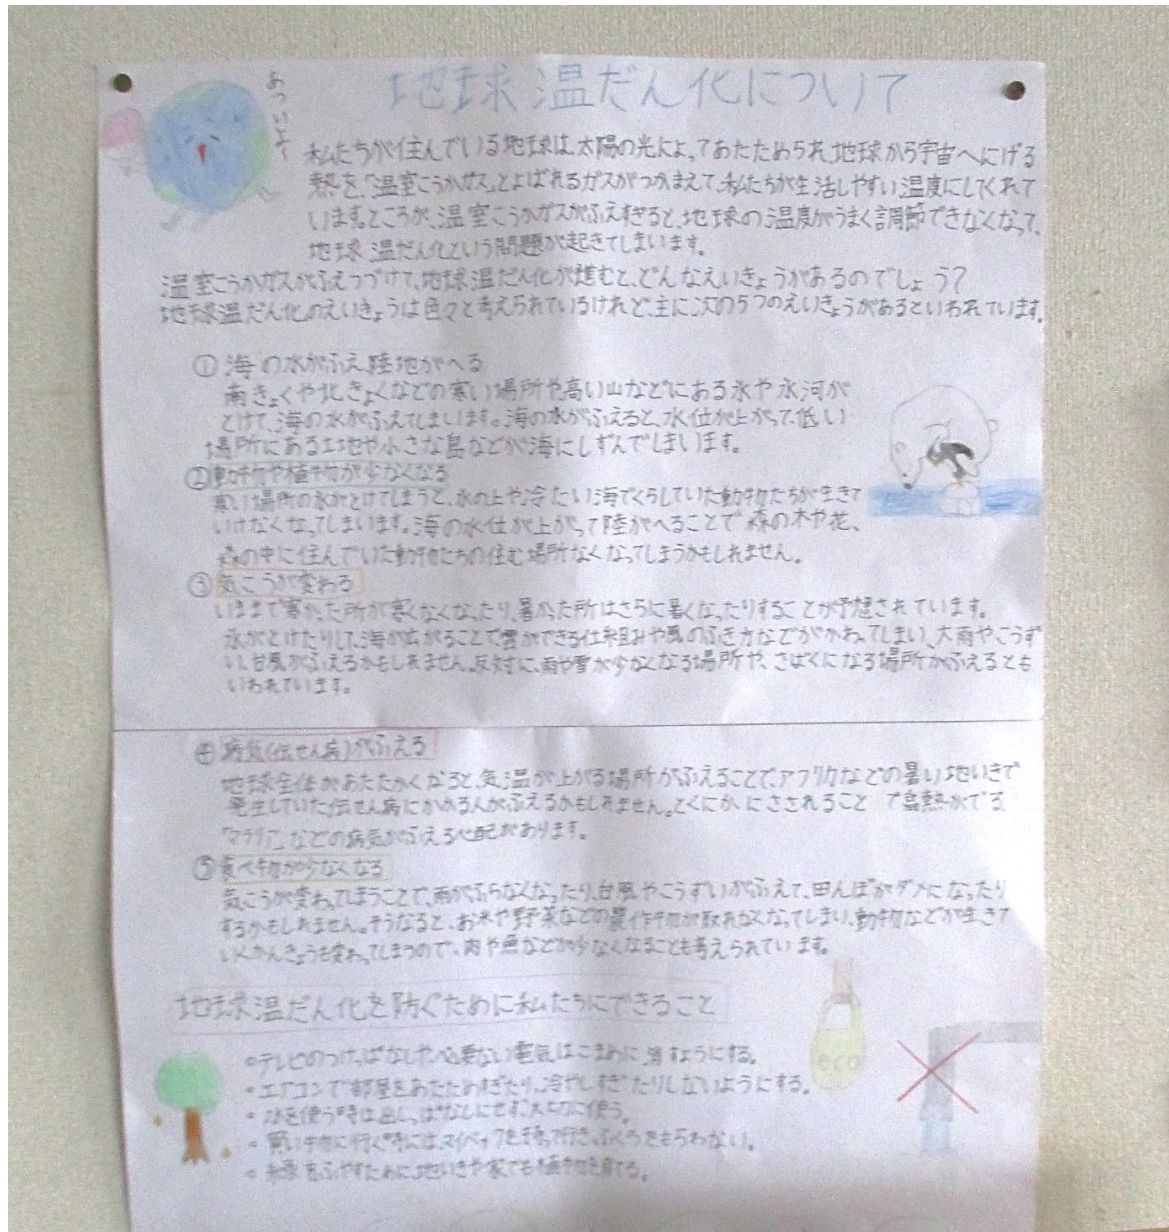 地球温だん化について
あついよ〜
私たちが住んでいる地球は、太陽の光によってあたためられ、地球から宇宙へにげる
熱を、「温室こうかガス」とよばれるガスがつかまえて、私たちが生活しやすい温度にしてくれて
います。ところが、温室こうかガスがふえすぎると、地球の温度がうまく調節できなくなって、
地球温だん化という問題が起きてしまいます。
温室こうかガスがふえつづけて、地球温だん化が進むと、どんなえいきょうがあるのでしょう?
地球温だん化のえいきょうは色々と考えられているけれど、主に次の5つのえいきょうがあるといわれています。
① 海の水がふえ陸地がへる
南きょくや北きょくなどの寒い場所や高い山などにある氷や氷河が
とけて、海の水がふえてしまいます。海の水がふえると、水位が上がって、低い
場所にある土地や小さな島などが海にしずんでしまいます。
② 動物や植物が少なくなる
寒い場所の氷がとけてしまうと、氷の上や冷たい海でくらしていた動物たちが生きて
いけなくなってしまいます。海の水位が上がって陸がへることで森の木や花、
森の中に住んでいた動物たちの住む場所なくなってしまうかもしれません。
③ 気こうが変わる
いままで寒かった所が寒くなくなったり、暑かった所はさらに暑くなったりすることが予想されています。
氷がとけたりして、海が広がることで雲ができる仕組みや風のふき方などがかわってしまい、大雨やこうず
い、台風がふえるかもしれません。反対に、雨や雪が少なくなる場所や、さばくになる場所がふえるとも
いわれています。
④ 病気(伝せん病)がふえる
地球全体があたたかくなると、気温が上がる場所がふえることで、アフリカなどの暑い地いきで
発生していた伝せん病にかかる人がふえるかもしれません。とくにかにさされること で高熱がでる
「マラリア」などの病気がふえる心配があります。
⑤ 食べ物が少なくなる
気こうが変わってしまうことで、雨がふらなくなったり、台風やこうずいがふえて、田んぼがダメになったり
するかもしれません。そうなると、お米や野菜などの農作物が取れなくなってしまい、動物などが生きて
いくかんきょうも変わってしまうので、肉や魚などが少なくなることも考えられています。
地球温だん化を防ぐために私たちにできること
eco
・テレビのつけっぱなしや必要ない電気はこまめに消すようにする。
・エアコンで部屋をあたためすぎたり、冷やしすぎたりしないようにする。
・水を使う時は出しっぱなしにせず大切に使う。
・買い物に行く時には、マイバックを持って行き、ふくろをもらわない。
・緑をふやすために、地いきや家でも植物を育てる。